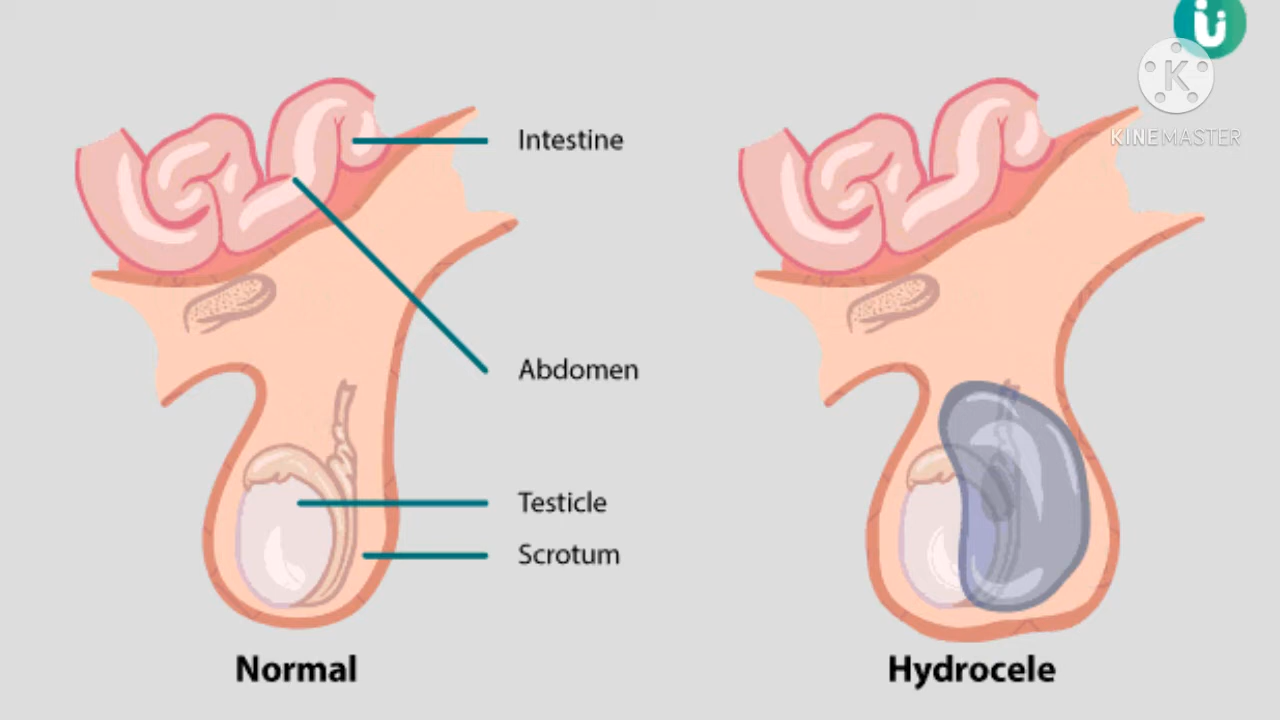 KINEMASTER
Intestine
Abdomen
Testicle
Scrotum
Normal
Hydrocele